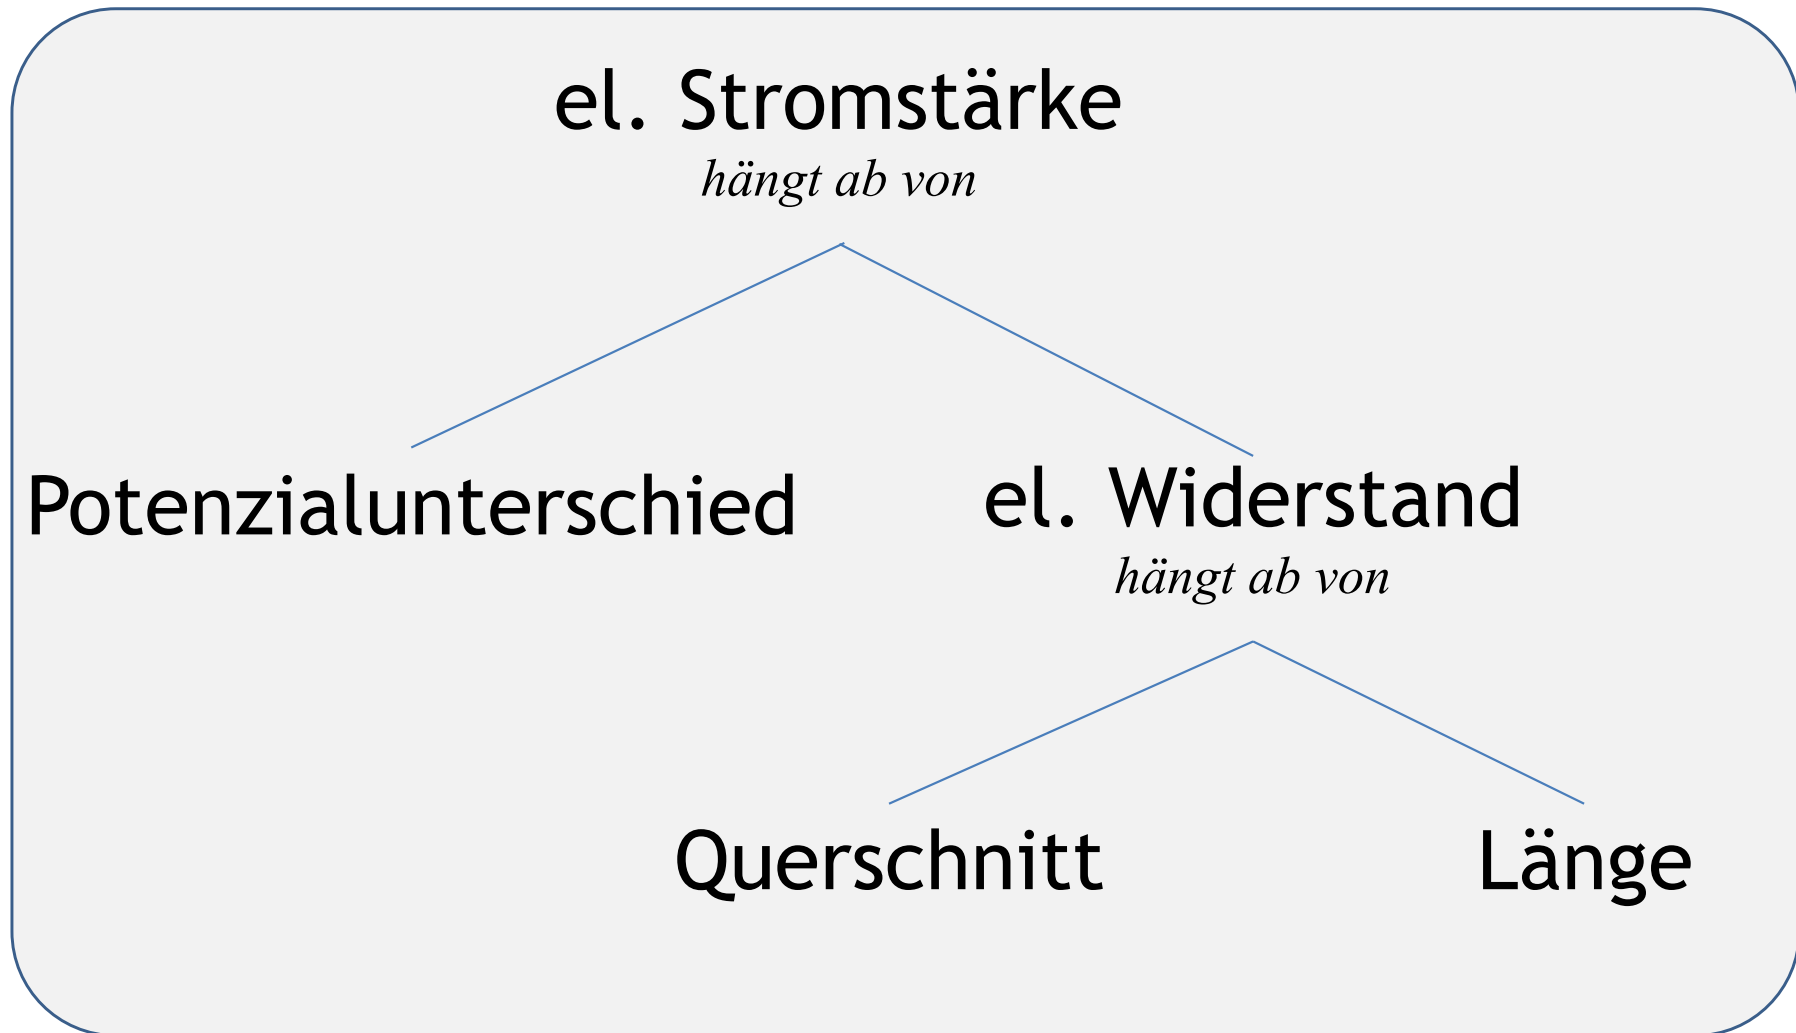 el. Stromstärke
hängt ab von
Potenzialunterschied
el. Widerstand
hängt ab von
Querschnitt
Länge